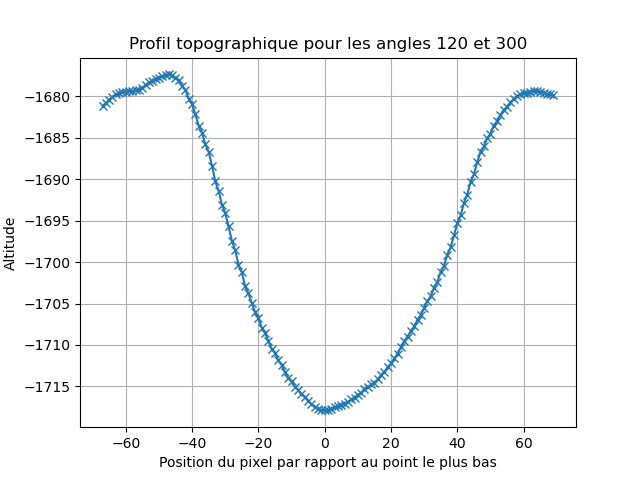 Profil topographique pour les angles 120 et 300
Altitude
−1680
−1685
−1690
−1695
−1700
−1705
−1710
−1715
−60 −40 −20 0 20 40 60
Position du pixel par rapport au point le plus bas